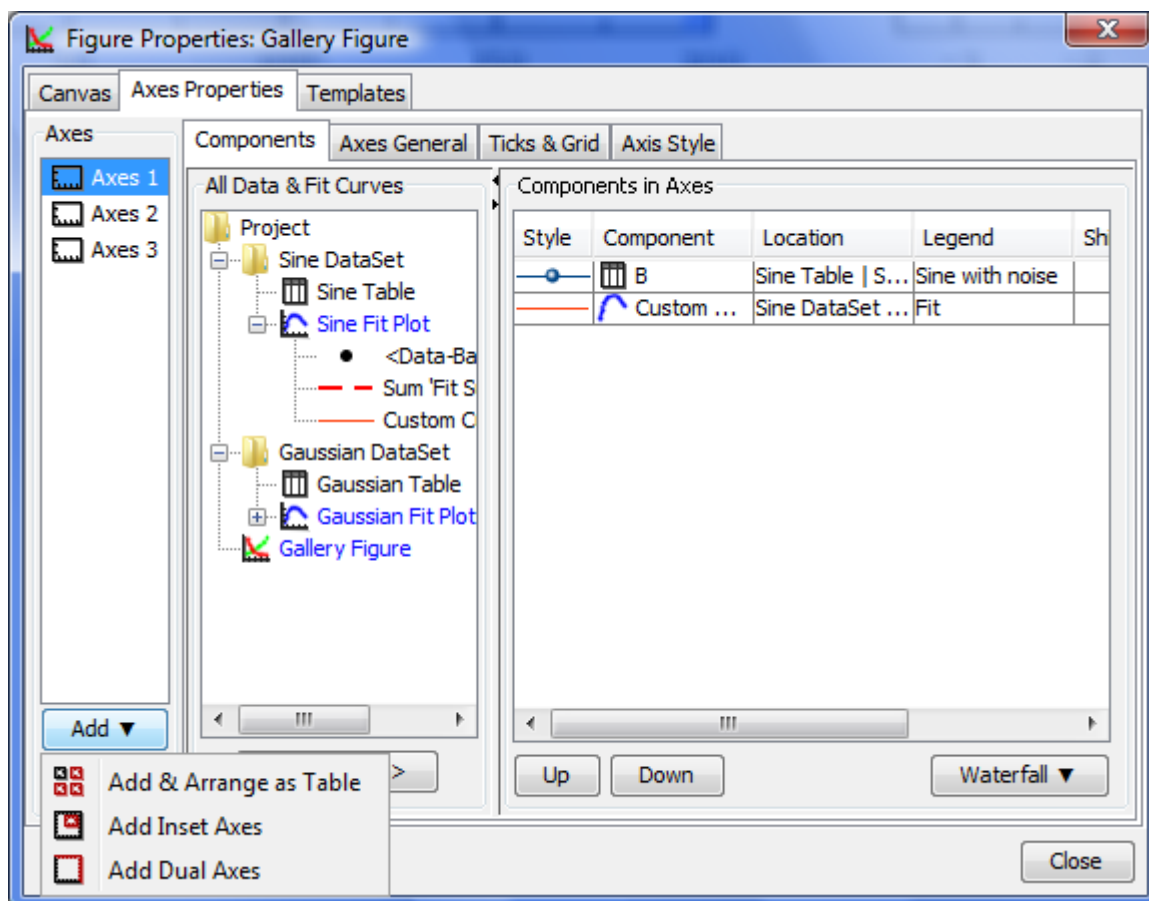 Figure Properties: Gallery Figure
Canvas Axes Properties Templates
Axes
Axes 1
Axes 2
Axes 3
Add ▼
Add & Arrange as Table
Add Inset Axes
Add Dual Axes
Components Axes General Ticks & Grid Axis Style
All Data & Fit Curves
Project
Sine DataSet
Sine Table
Sine Fit Plot
<Data-Ba
Sum 'Fit S
Custom C
Gaussian DataSet
Gaussian Table
Gaussian Fit Plot
Gallery Figure
>
Components in Axes
Style Component Location Legend Shi
B Sine Table | S... Sine with noise
Custom ... Sine DataSet ... Fit
Up Down Waterfall ▼
Close